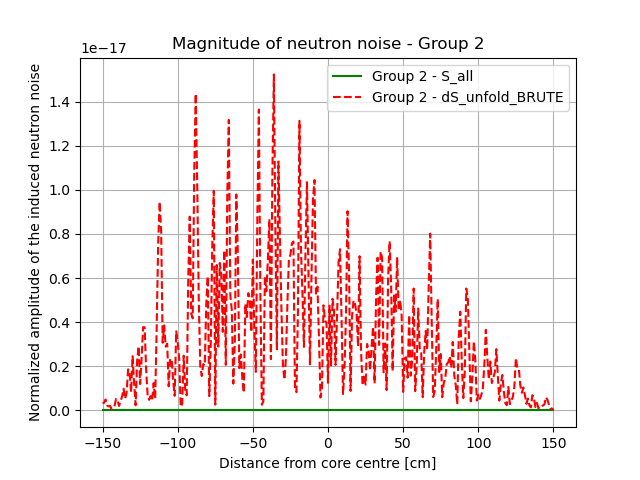 Magnitude of neutron noise - Group 2
1e−17
Group 2 - S_all
Group 2 - dS_unfold_BRUTE
Normalized amplitude of the induced neutron noise
1.4
1.2
1.0
0.8
0.6
0.4
0.2
0.0
−150
−100
−50
0
50
100
150
Distance from core centre [cm]